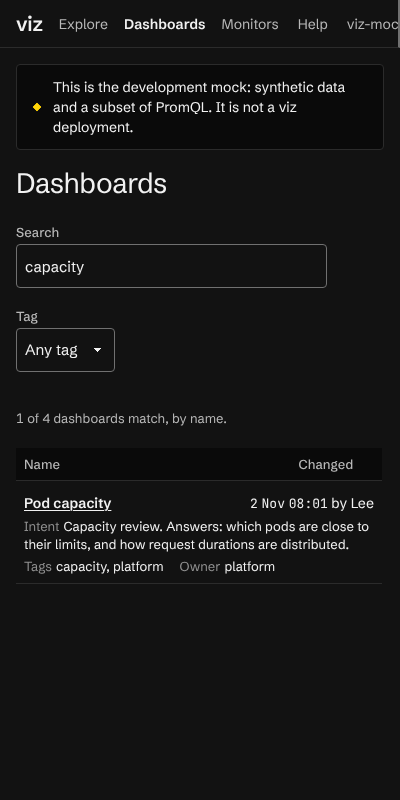 viz Explore Dashboards Monitors Help viz-moc
This is the development mock: synthetic data
and a subset of PromQL. It is not a viz
deployment.
Dashboards
Search
capacity
Tag
Any tag
1 of 4 dashboards match, by name.
Name Changed
Pod capacity 2 Nov 08:01 by Lee
Intent Capacity review. Answers: which pods are close to
their limits, and how request durations are distributed.
Tags capacity, platform Owner platform